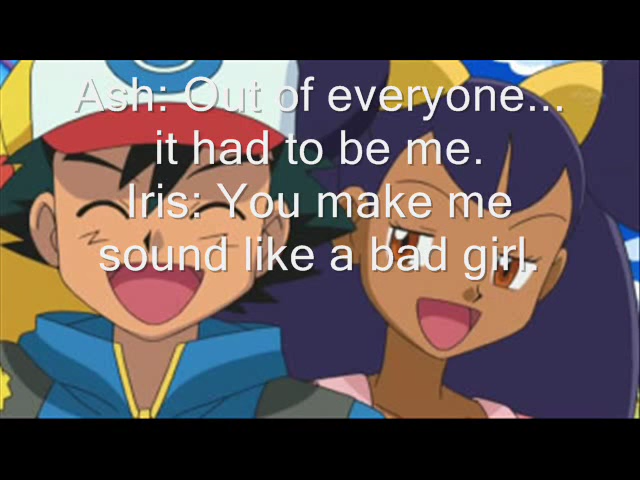 Ash: Out of everyone...
it had to be me.
Iris: You make me
sound like a bad girl.